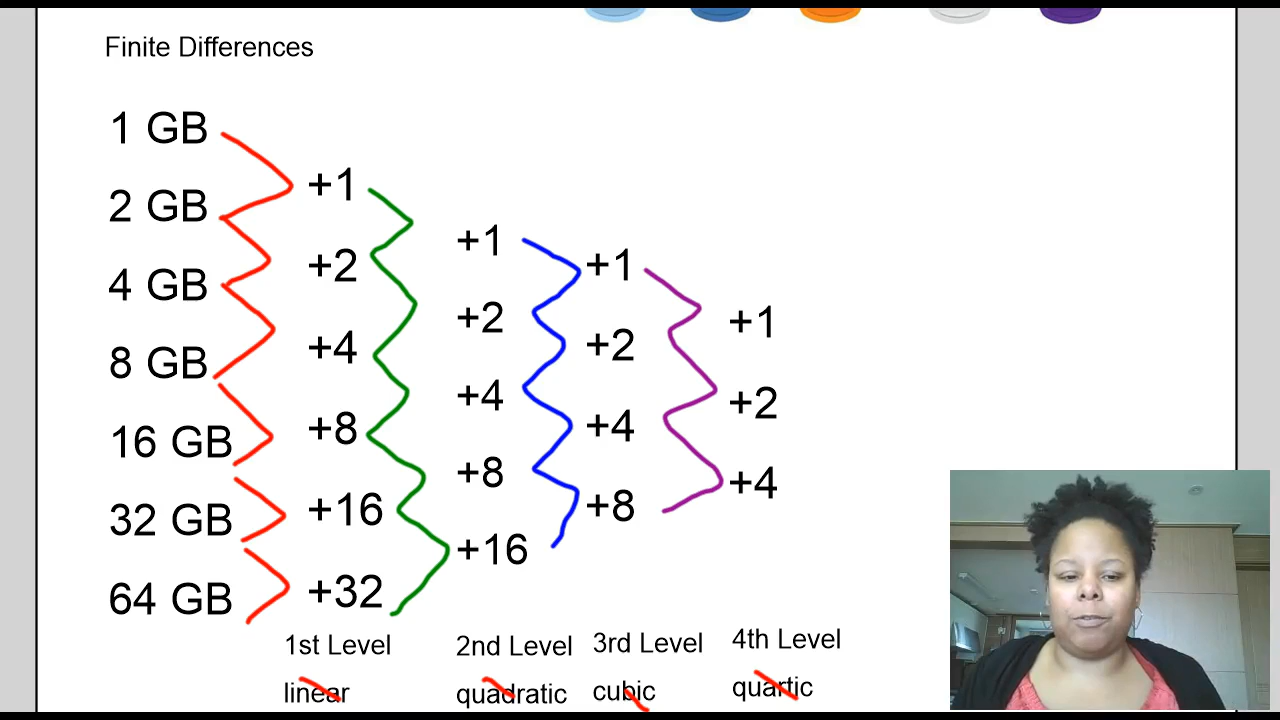 Finite Differences
1 GB
2 GB
4 GB
8 GB
16 GB
32 GB
64 GB
+1
+2
+4
+8
+16
+32
1st Level
linear
+1
+2
+4
+8
+16
2nd Level
quadratic
+1
+2
+4
+8
3rd Level
cubic
+1
+2
+4
4th Level
quartic